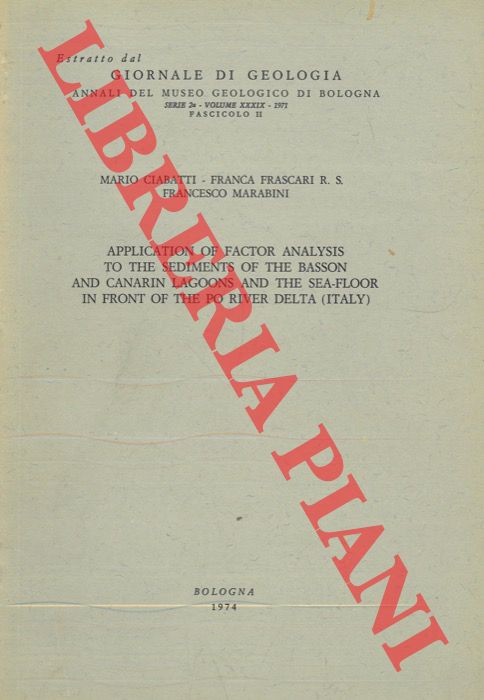 Estratto dal
GIORNALE DI GEOLOGIA
ANNALI DEL MUSEO GEOLOGICO DI BOLOGNA
SERIE 2a - VOLUME XXXIX - 1971
FASCICOLO II
MARIO CIABATTI - FRANCA FRASCARI R. S.
FRANCESCO MARABINI
APPLICATION OF FACTOR ANALYSIS
TO THE SEDIMENTS OF THE BASSON
AND CANARIN LAGOONS AND THE SEA-FLOOR
IN FRONT OF THE PO RIVER DELTA (ITALY)
BOLOGNA
1974
LIBRERIA PIANI